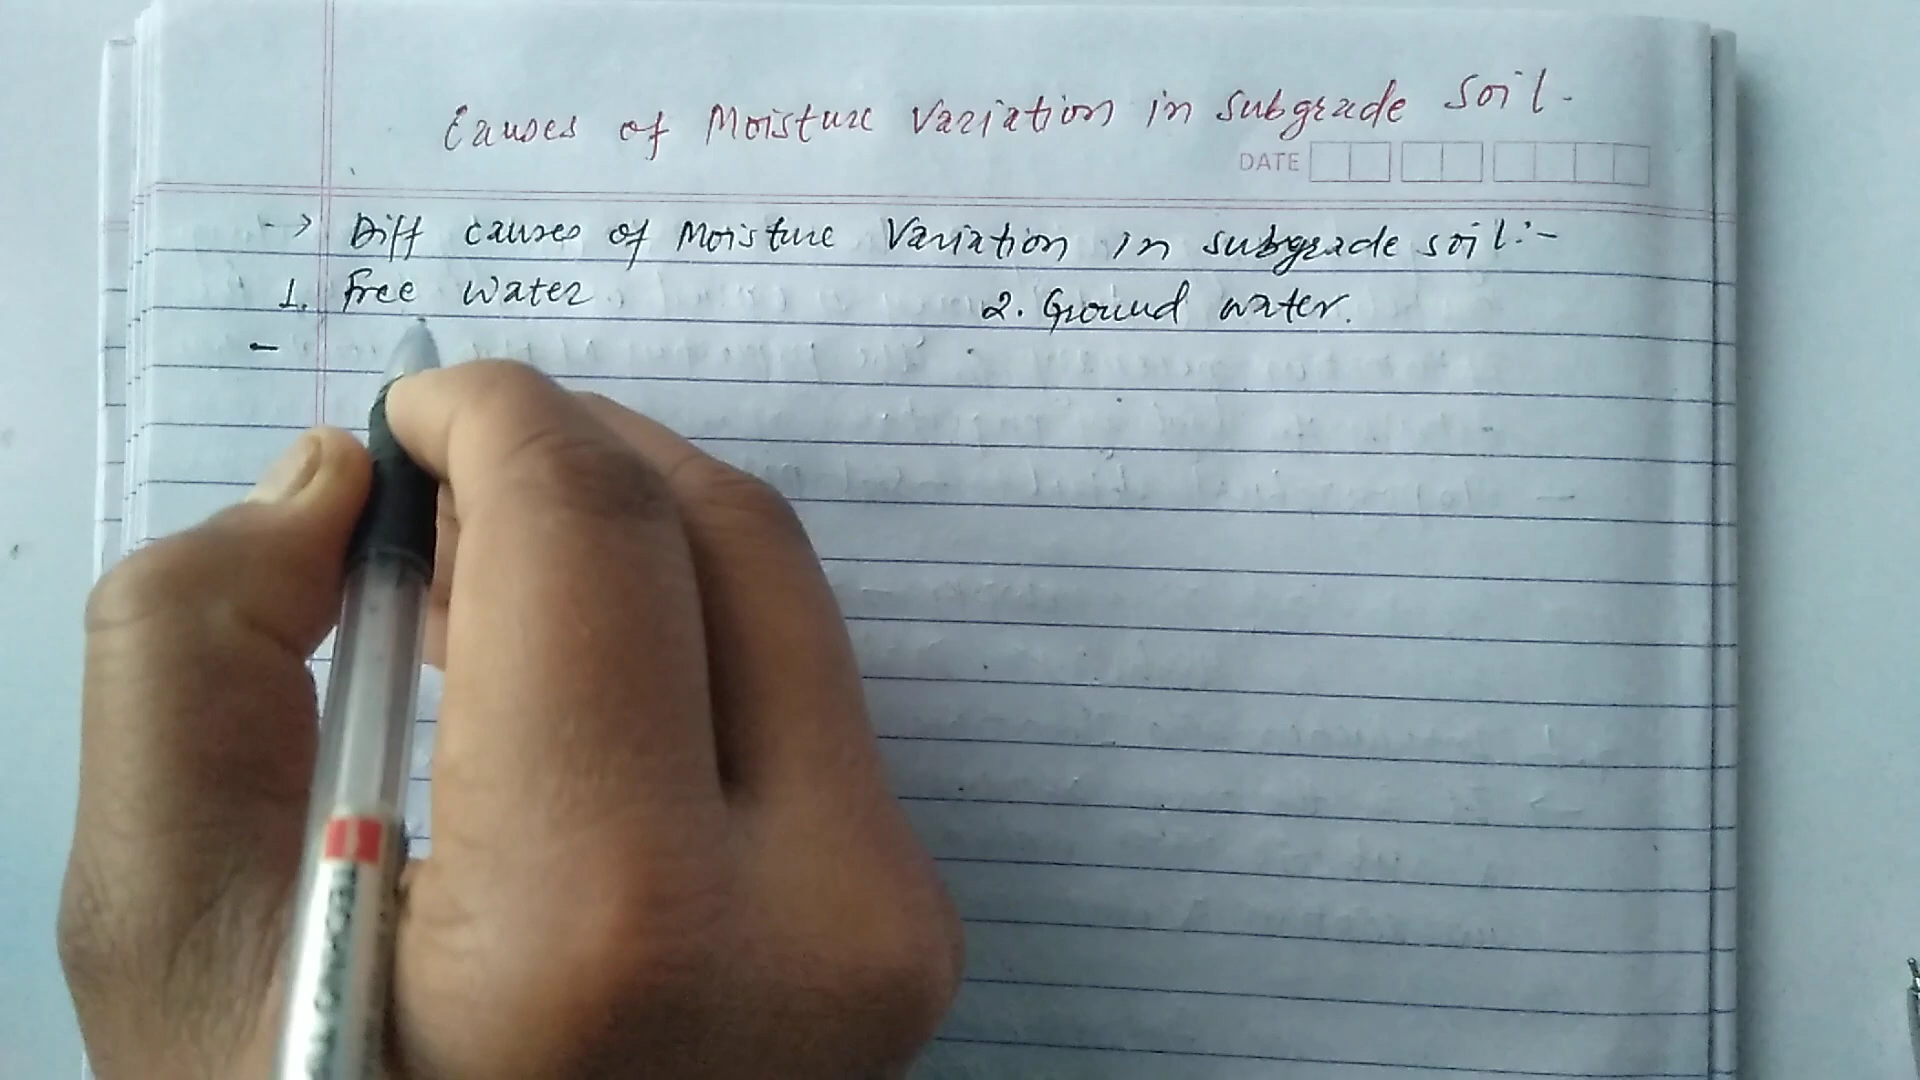 Causes of Moisture Variation in Subgrade Soil.
DATE
-> Diff causes of Moisture Variation in subgrade soil:-
1. Free Water. 2. Ground water.
-